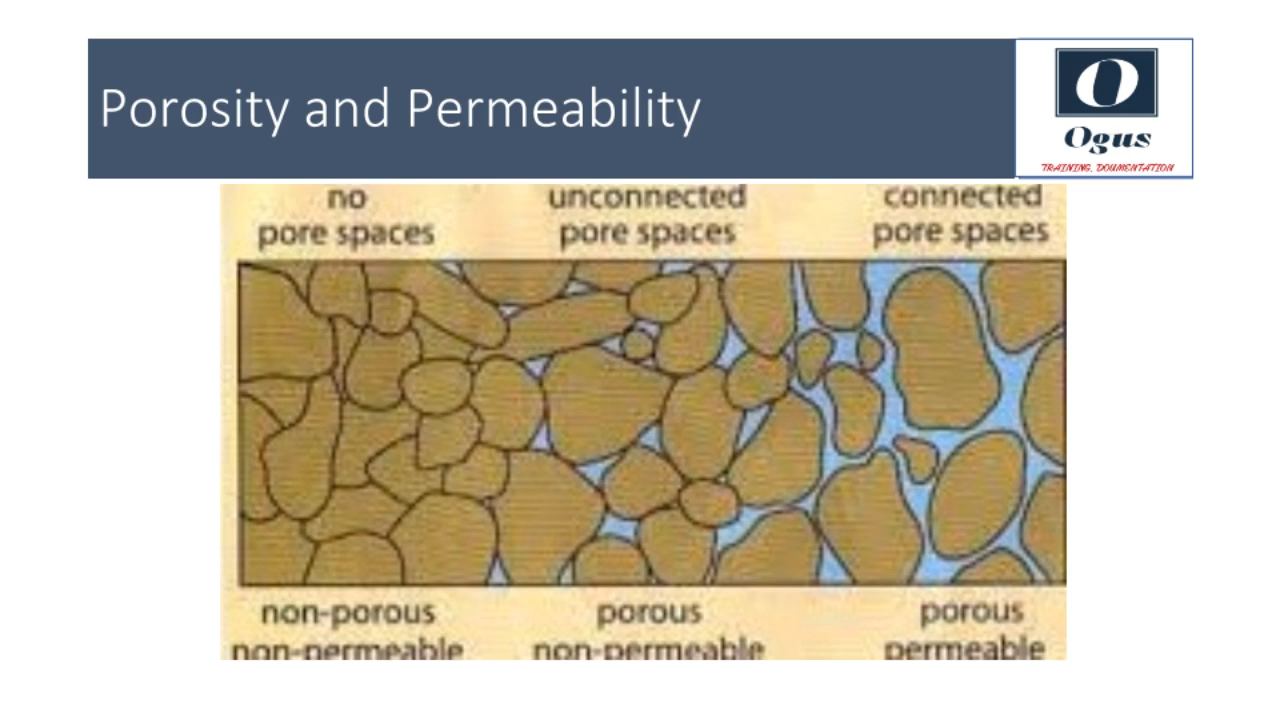 Porosity and Permeability
O
Ogus
TRAINING, DOUMENTATION
no
pore spaces
unconnected
pore spaces
connected
pore spaces
non-porous
non-permeable
porous
non-permeable
porous
permeable